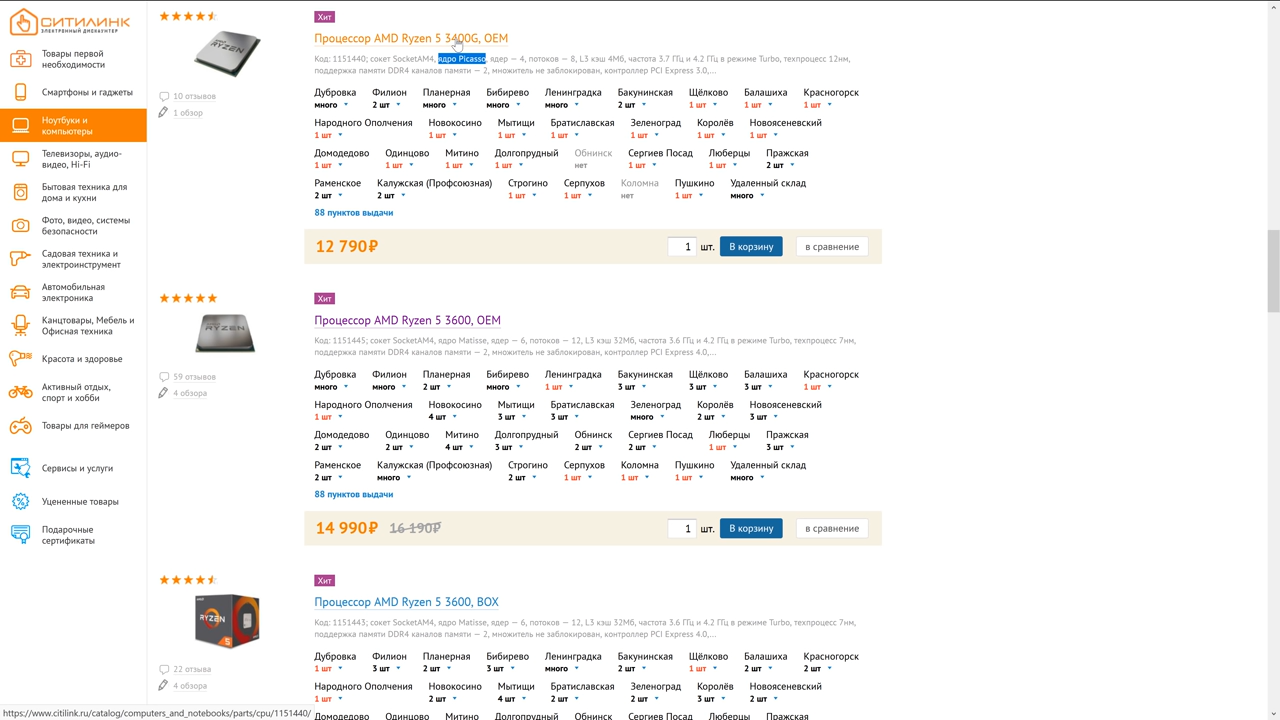 СИТИЛИНК
ЭЛЕКТРОННЫЙ ДИСКАУНТЕР
Товары первой
необходимости
Смартфоны и гаджеты
Ноутбуки и
компьютеры
Телевизоры, аудио-
видео, Hi-Fi
Бытовая техника для
дома и кухни
Фото, видео, системы
безопасности
Садовая техника и
электроинструмент
Автомобильная
электроника
Канцтовары, Мебель и
Офисная техника
Красота и здоровье
Активный отдых,
спорт и хобби
Товары для геймеров
Сервисы и услуги
Уцененные товары
Подарочные
сертификаты
RYZEN
10 отзывов
1 обзор
Хит
Процессор AMD Ryzen 5 3400G, OEM
Код: 1151440; сокет SocketAM4, ядро Picasso, ядер — 4, потоков — 8, L3 кэш 4Мб, частота 3.7 ГГц и 4.2 ГГц в режиме Turbo, техпроцесс 12нм,
поддержка памяти DDR4 каналов памяти — 2, множитель не заблокирован, контроллер PCI Express 3.0,...
Дубровка Филион Планерная Бибирево Ленинградка Бакунинская Щёлково Балашиха Красногорск
много 2 шт много много много 2 шт 1 шт 1 шт 1 шт
Народного Ополчения Новокосино Мытищи Братиславская Зеленоград Королёв Новоясеневский
1 шт 1 шт 1 шт 1 шт 1 шт 1 шт 1 шт
Домодедово Одинцово Митино Долгопрудный Обнинск Сергиев Посад Люберцы Пражская
1 шт 1 шт 1 шт 1 шт нет 1 шт 1 шт 2 шт
Раменское Калужская (Профсоюзная) Строгино Серпухов Коломна Пушкино Удаленный склад
2 шт 2 шт 1 шт 1 шт нет 1 шт много
88 пунктов выдачи
12 790₽ 1 шт. В корзину в сравнение
RYZEN
59 отзывов
4 обзора
Хит
Процессор AMD Ryzen 5 3600, OEM
Код: 1151445; сокет SocketAM4, ядро Matisse, ядер — 6, потоков — 12, L3 кэш 32Мб, частота 3.6 ГГц и 4.2 ГГц в режиме Turbo, техпроцесс 7нм,
поддержка памяти DDR4 каналов памяти — 2, множитель не заблокирован, контроллер PCI Express 4.0,...
Дубровка Филион Планерная Бибирево Ленинградка Бакунинская Щёлково Балашиха Красногорск
много много 2 шт много 1 шт 3 шт 3 шт 3 шт 1 шт
Народного Ополчения Новокосино Мытищи Братиславская Зеленоград Королёв Новоясеневский
1 шт 4 шт 3 шт 3 шт много 2 шт 3 шт
Домодедово Одинцово Митино Долгопрудный Обнинск Сергиев Посад Люберцы Пражская
2 шт 2 шт 4 шт 3 шт 2 шт 2 шт 1 шт 3 шт
Раменское Калужская (Профсоюзная) Строгино Серпухов Коломна Пушкино Удаленный склад
2 шт много 2 шт 1 шт 1 шт 1 шт много
88 пунктов выдачи
14 990₽ 16 190₽ 1 шт. В корзину в сравнение
RYZEN
5
22 отзыва
4 обзора
Хит
Процессор AMD Ryzen 5 3600, BOX
Код: 1151443; сокет SocketAM4, ядро Matisse, ядер — 6, потоков — 12, L3 кэш 32Мб, частота 3.6 ГГц и 4.2 ГГц в режиме Turbo, техпроцесс 7нм,
поддержка памяти DDR4 каналов памяти — 2, множитель не заблокирован, контроллер PCI Express 4.0,...
Дубровка Филион Планерная Бибирево Ленинградка Бакунинская Щёлково Балашиха Красногорск
1 шт 3 шт 2 шт 3 шт много 2 шт 1 шт 2 шт 2 шт
Народного Ополчения Новокосино Мытищи Братиславская Зеленоград Королёв Новоясеневский
1 шт 2 шт 4 шт 2 шт 2 шт 3 шт 2 шт
Домодедово Одинцово Митино Долгопрудный Обнинск Сергиев Посад Люберцы Пражская
https://www.citilink.ru/catalog/computers_and_notebooks/parts/cpu/1151440/